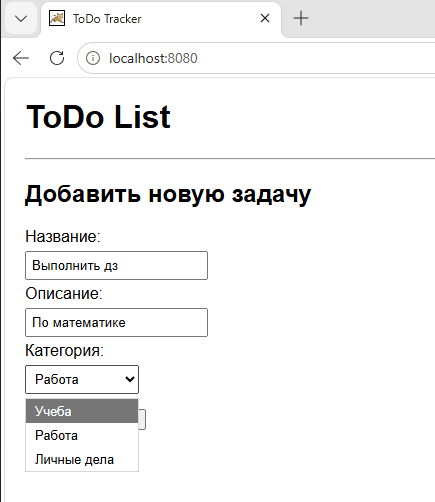 ToDo Tracker
localhost:8080
ToDo List
Добавить новую задачу
Название:
Выполнить дз
Описание:
По математике
Категория:
Работа
Учеба
Работа
Личные дела